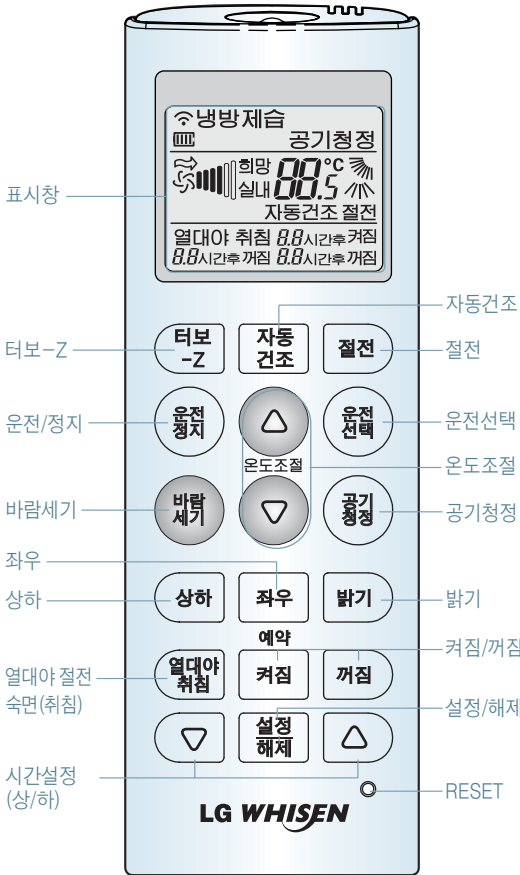 냉방 제습
공기청정
희망 88.5 °C
실내
자동건조 절전
열대야 취침 8.8시간후 켜짐
8.8시간후 꺼짐 8.8시간후 꺼짐
표시창
자동건조
터보-Z
터보
-Z
자동
건조
절전
절전
운전/정지
운전
정지
운전
선택
운전선택
온도조절
온도조절
바람세기
바람
세기
공기
청정
공기청정
좌우
상하
상하
좌우
밝기
밝기
예약
켜짐/꺼짐
열대야 절전
숙면(취침)
열대야
취침
켜짐
꺼짐
설정/해제
설정
해제
시간설정
(상/하)
RESET
LG WHISEN